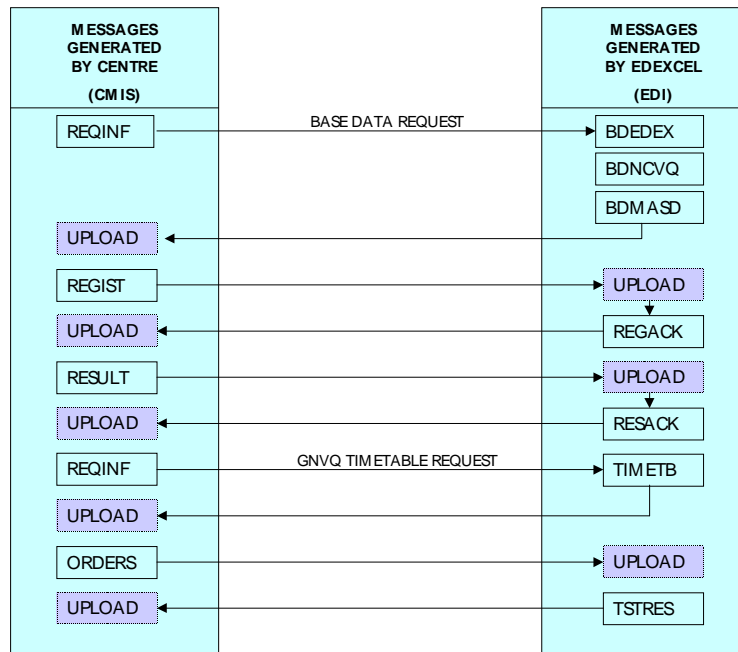 MESSAGES
GENERATED
BY CENTRE
(CMIS)
MESSAGES
GENERATED
BY EDEXCEL
(EDI)
REQINF
BASE DATA REQUEST
BDEDEX
BDNCVQ
BDMASD
UPLOAD
REGIST
UPLOAD
UPLOAD
REGACK
RESULT
UPLOAD
UPLOAD
RESACK
REQINF
GNVQ TIMETABLE REQUEST
TIMETB
UPLOAD
ORDERS
UPLOAD
UPLOAD
TSTRES